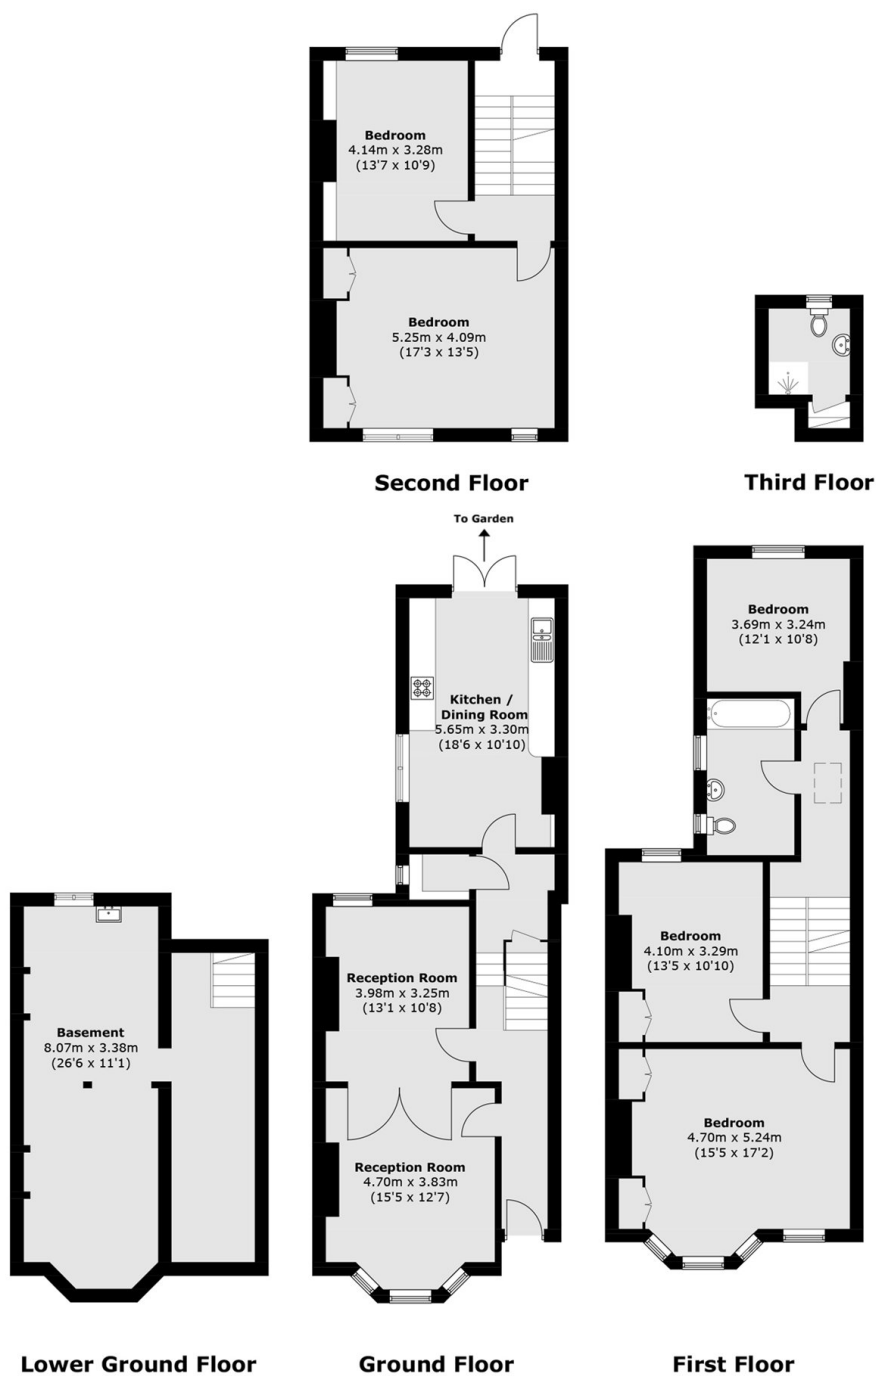 Bedroom
4.14m x 3.28m
(13'7 x 10'9)
Bedroom
5.25m x 4.09m
(17'3 x 13'5)
Second Floor
Third Floor
To Garden
Kitchen /
Dining Room
5.65m x 3.30m
(18'6 x 10'10)
Bedroom
3.69m x 3.24m
(12'1 x 10'8)
Bedroom
4.10m x 3.29m
(13'5 x 10'10)
Bedroom
4.70m x 5.24m
(15'5 x 17'2)
Reception Room
3.98m x 3.25m
(13'1 x 10'8)
Reception Room
4.70m x 3.83m
(15'5 x 12'7)
Basement
8.07m x 3.38m
(26'6 x 11'1)
Lower Ground Floor
Ground Floor
First Floor